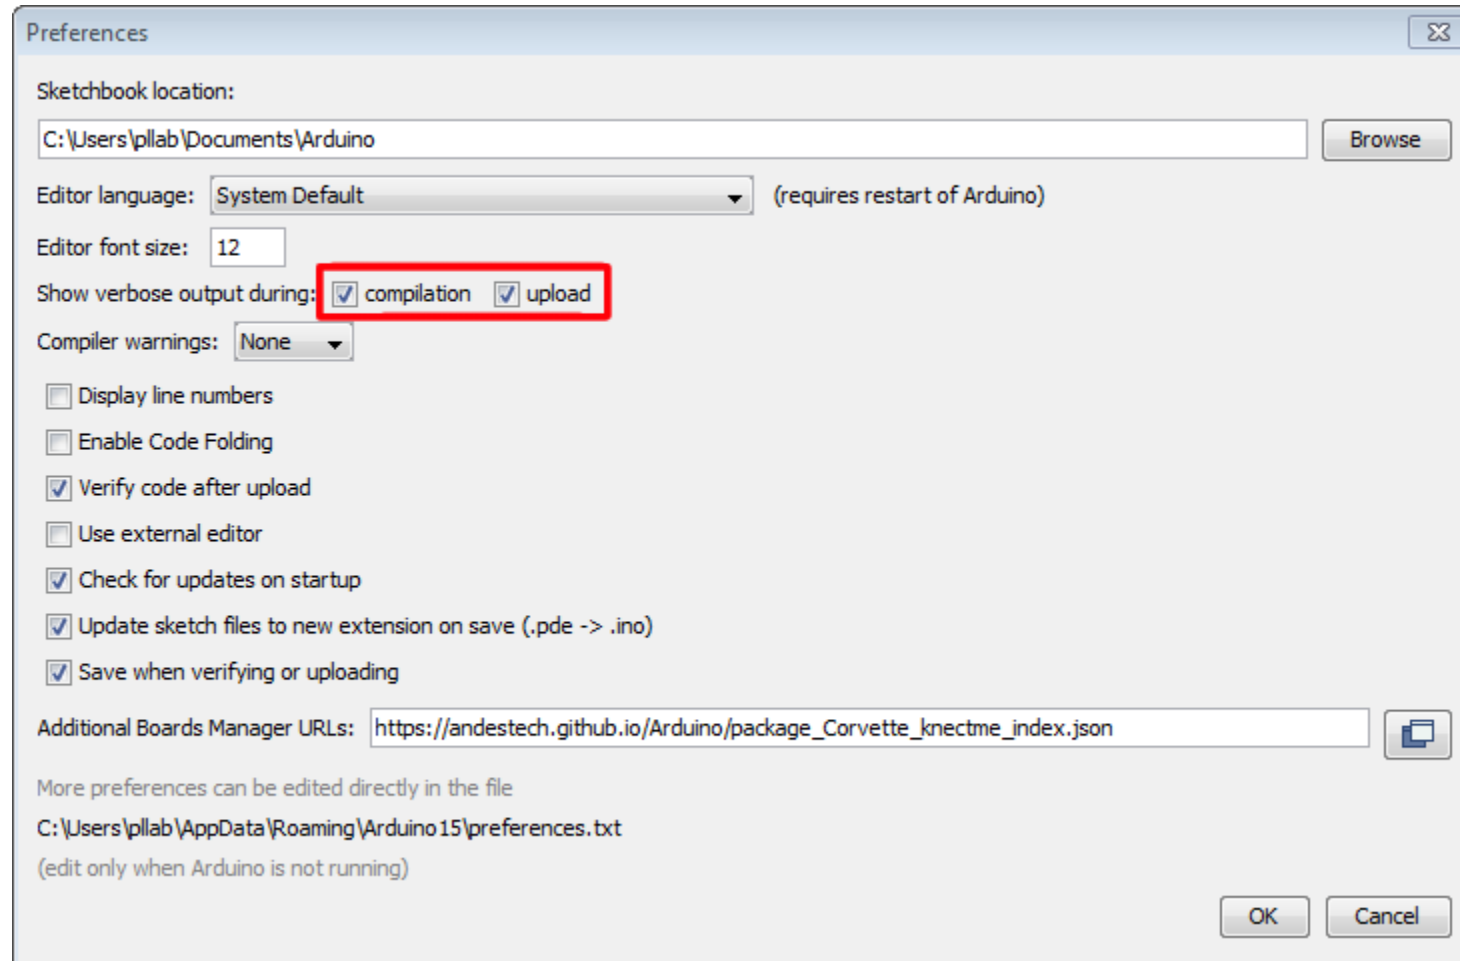 Preferences
Sketchbook location:
C:\Users\pllab\Documents\Arduino Browse
Editor language: System Default (requires restart of Arduino)
Editor font size: 12
Show verbose output during: compilation upload
Compiler warnings: None
Display line numbers
Enable Code Folding
Verify code after upload
Use external editor
Check for updates on startup
Update sketch files to new extension on save (.pde -> .ino)
Save when verifying or uploading
Additional Boards Manager URLs: https://andestech.github.io/Arduino/package_Corvette_knectme_index.json
More preferences can be edited directly in the file
C:\Users\pllab\AppData\Roaming\Arduino15\preferences.txt
(edit only when Arduino is not running)
OK Cancel